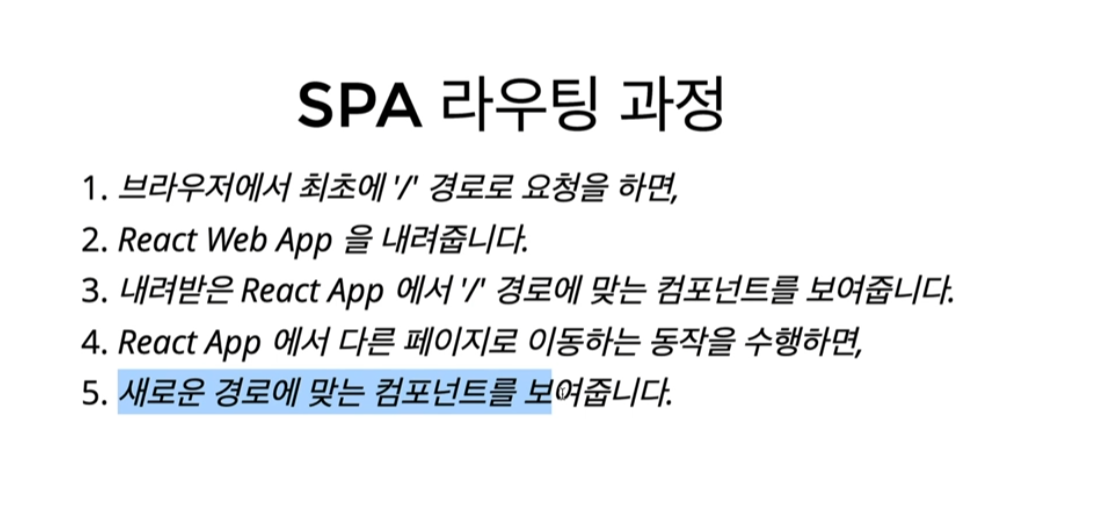 SPA 라우팅 과정
1. 브라우저에서 최초에 '/' 경로로 요청을 하면,
2. React Web App 을 내려줍니다.
3. 내려받은 React App 에서 '/' 경로에 맞는 컴포넌트를 보여줍니다.
4. React App 에서 다른 페이지로 이동하는 동작을 수행하면,
5. 새로운 경로에 맞는 컴포넌트를 보여줍니다.